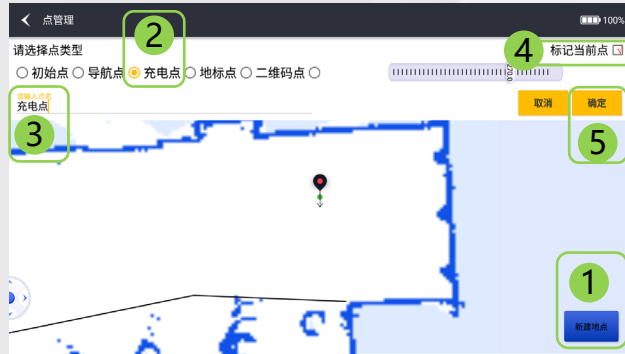 点管理
100%
请选择点类型
2
4
标记当前点
初始点 导航点 充电点 地标点 二维码点
270.0
请输入点名
充电点
取消
确定
3
5
1
新建地点